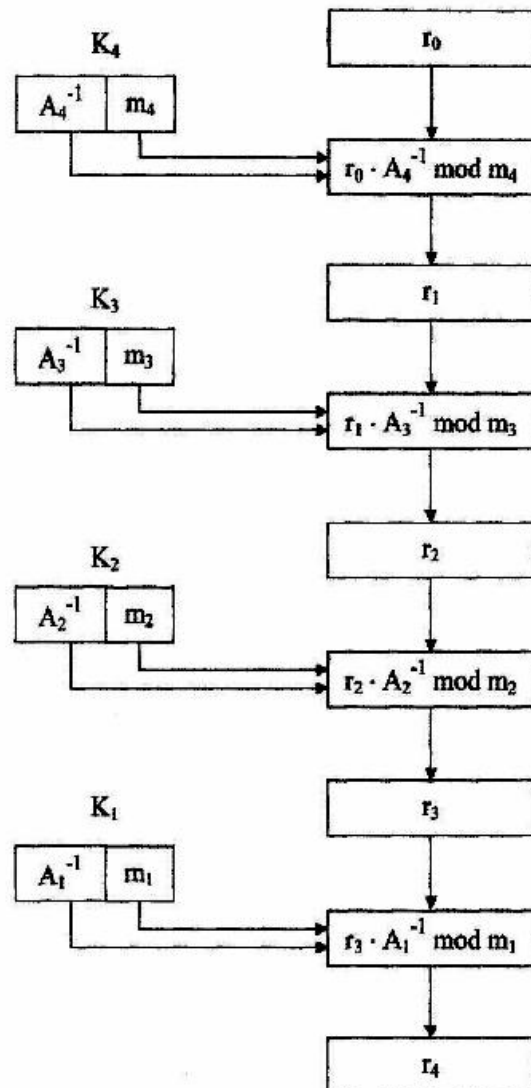 K₄
r₀
A₄⁻¹ m₄
r₀ · A₄⁻¹ mod m₄
r₁
K₃
A₃⁻¹ m₃
r₁ · A₃⁻¹ mod m₃
r₂
K₂
A₂⁻¹ m₂
r₂ · A₂⁻¹ mod m₂
r₃
K₁
A₁⁻¹ m₁
r₃ · A₁⁻¹ mod m₁
r₄